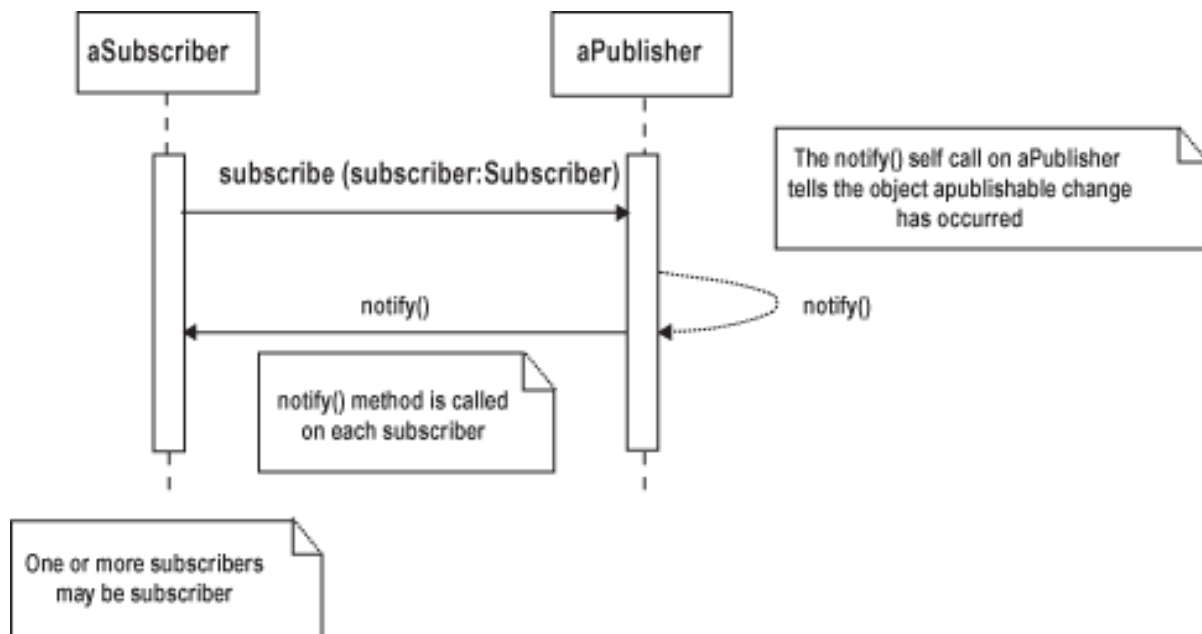 aSubscriber
aPublisher
subscribe (subscriber:Subscriber)
The notify() self call on aPublisher
tells the object apublishable change
has occurred
notify()
notify()
notify() method is called
on each subscriber
One or more subscribers
may be subscriber